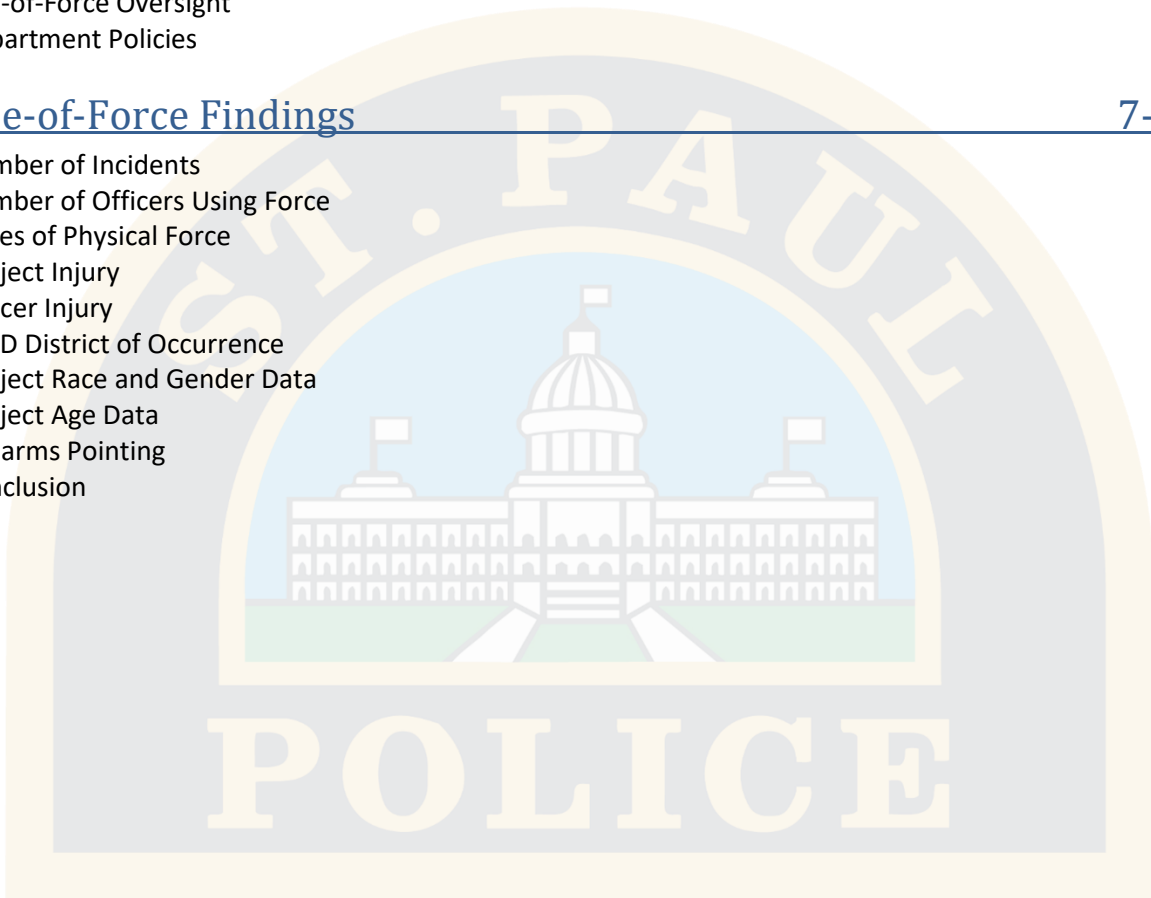 -of-Force Oversight
partment Policies
e-of-Force Findings 7-
mber of Incidents
mber of Officers Using Force
es of Physical Force
ject Injury
cer Injury
D District of Occurrence
ject Race and Gender Data
ject Age Data
arms Pointing
clusion
ST. PAUL
POLICE